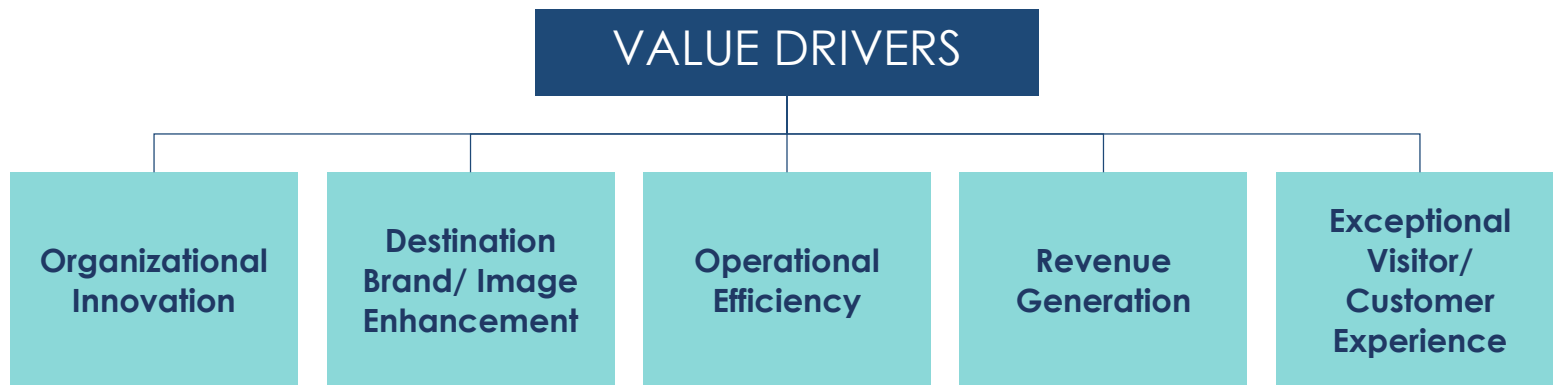 VALUE DRIVERS
Organizational
Innovation
Destination
Brand/ Image
Enhancement
Operational
Efficiency
Revenue
Generation
Exceptional
Visitor/
Customer
Experience